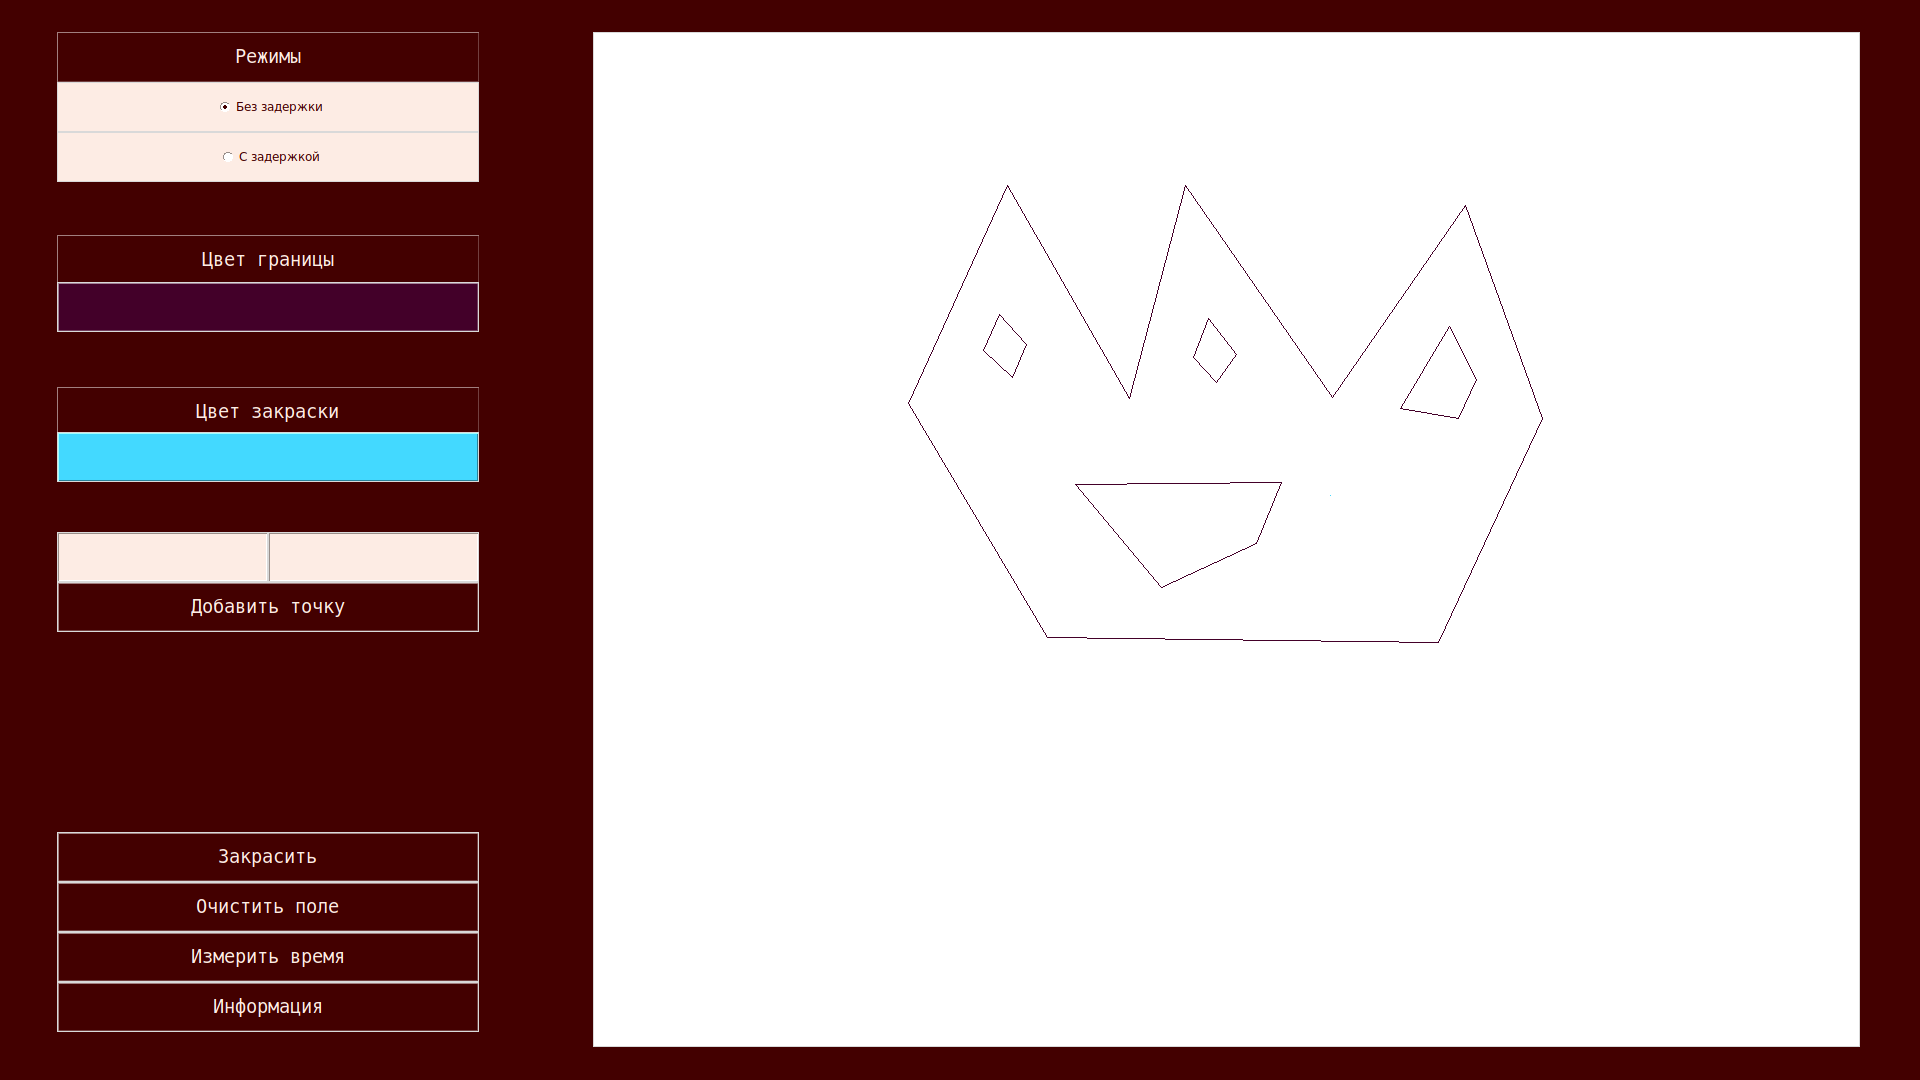 Режимы
Без задержки
С задержкой
Цвет границы
Цвет закраски
Добавить точку
Закрасить
Очистить поле
Измерить время
Информация